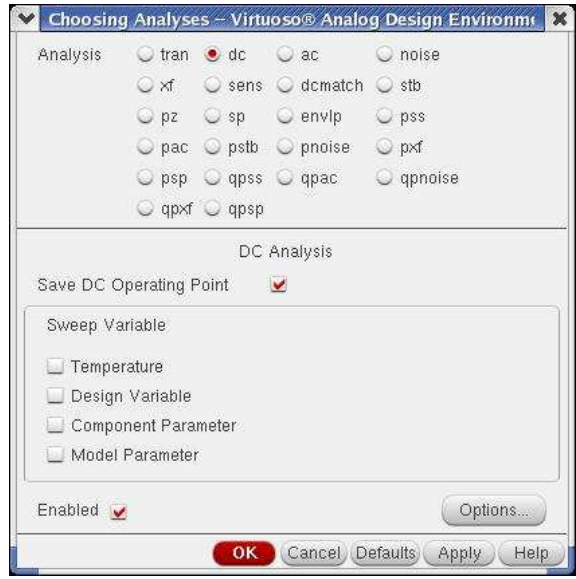 Choosing Analyses -- Virtuoso® Analog Design Environme
Analysis tran dc ac noise
xf sens dcmatch stb
pz sp envlp pss
pac pstb pnoise pxf
psp qpss qpac qpnoise
qpxf qpsp
DC Analysis
Save DC Operating Point
Sweep Variable
Temperature
Design Variable
Component Parameter
Model Parameter
Enabled Options...
OK Cancel Defaults Apply Help